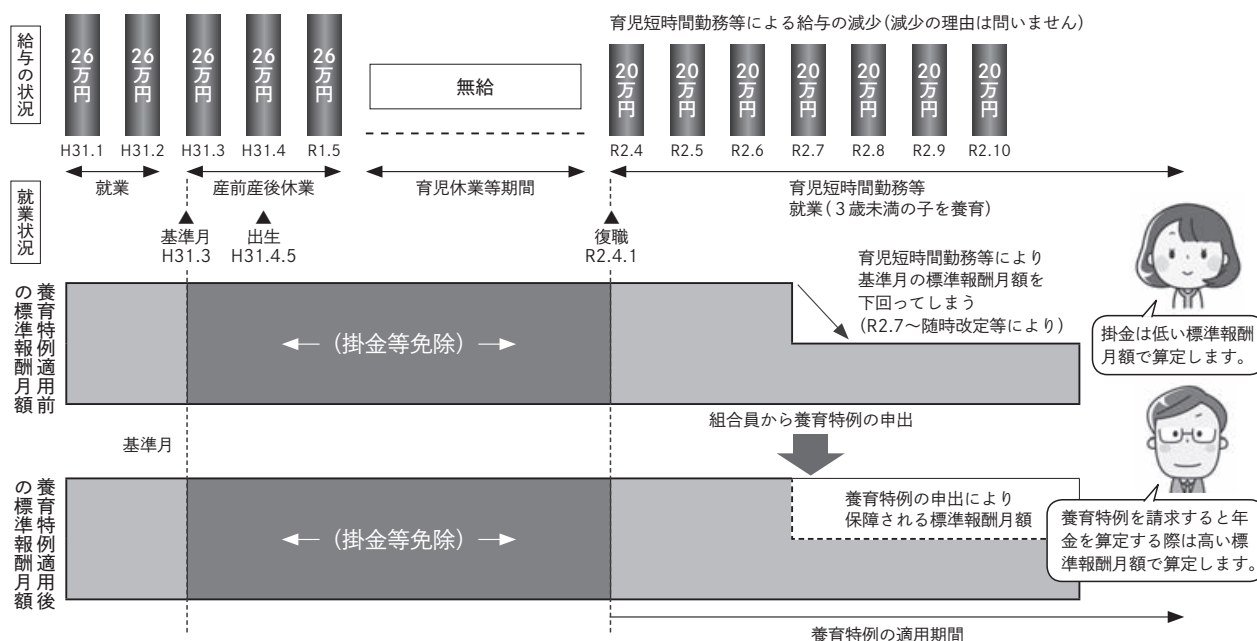 給与の状況
26万円
26万円
26万円
26万円
26万円
無給
育児短時間勤務等による給与の減少(減少の理由は問いません)
20万円
20万円
20万円
20万円
20万円
20万円
20万円
H31.1
H31.2
H31.3
H31.4
R1.5
R2.4
R2.5
R2.6
R2.7
R2.8
R2.9
R2.10
就業状況
就業
産前産後休業
育児休業等期間
育児短時間勤務等
就業(3歳未満の子を養育)
基準月
H31.3
出生
H31.4.5
復職
R2.4.1
育児短時間勤務等により
基準月の標準報酬月額を
下回ってしまう
(R2.7〜随時改定等により)
養育特例適用前
の標準報酬月額
(掛金等免除)
掛金は低い標準報酬
月額で算定します。
基準月
組合員から養育特例の申出
養育特例適用後
の標準報酬月額
(掛金等免除)
養育特例の申出により
保障される標準報酬月額
養育特例を請求すると年
金を算定する際は高い標
準報酬月額で算定します。
養育特例の適用期間